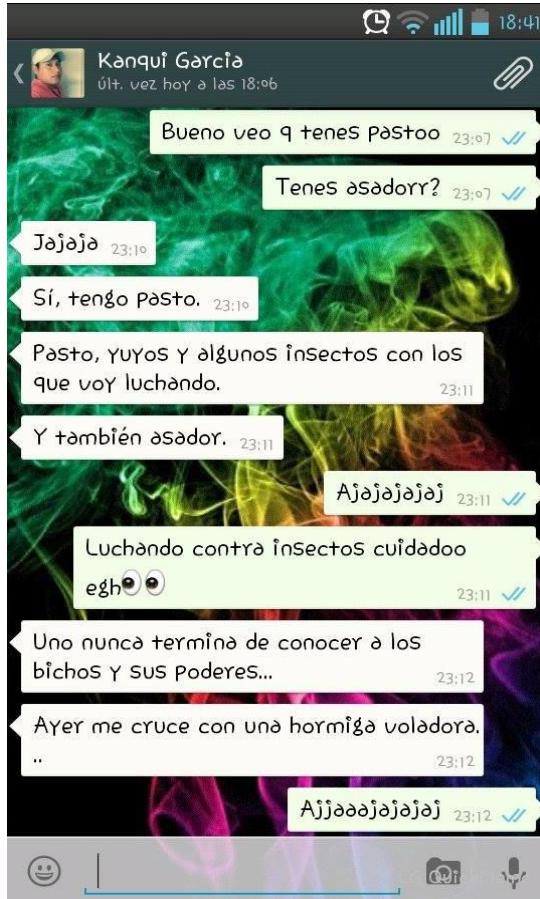 18:41
Kanqui Garcia
últ. vez hoy a las 18:06
Bueno veo q tenes pastoo 23:07
Tenes asadorr? 23:07
Jajaja 23:10
Sí, tengo pasto. 23:10
Pasto, yuyos y algunos insectos con los
que voy luchando. 23:11
Y también asador. 23:11
Ajajajajaj 23:11
Luchando contra insectos cuidadoo
egh👀 23:11
Uno nunca termina de conocer a los
bichos y sus poderes... 23:12
Ayer me cruce con una hormiga voladora.
.. 23:12
Ajjaaajajajaj 23:12